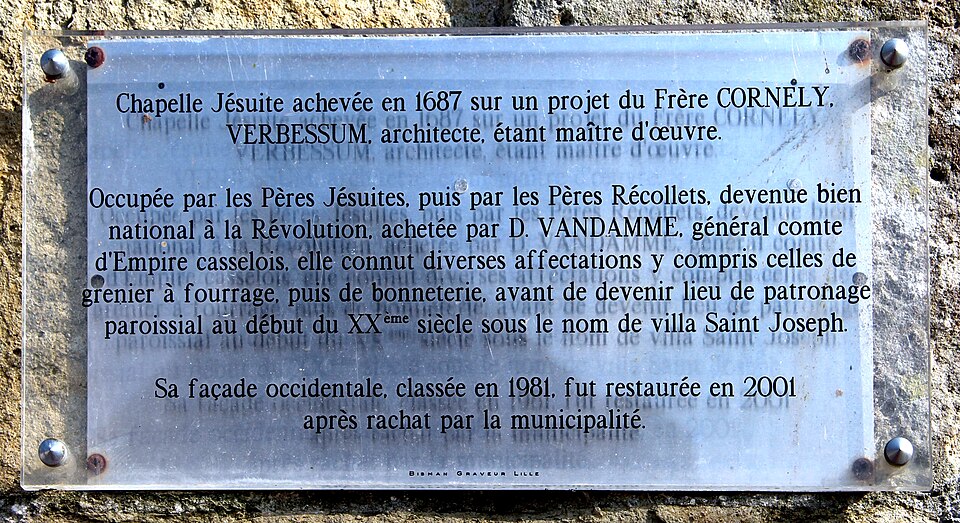 Chapelle Jésuite achevée en 1687 sur un projet du Frère CORNÉLY,
VERBESSUM, architecte, étant maître d'œuvre.
Occupée par les Pères Jésuites, puis par les Pères Récollets, devenue bien
national à la Révolution, achetée par D. VANDAMME, général comte
d'Empire casselois, elle connut diverses affectations y compris celles de
grenier à fourrage, puis de bonneterie, avant de devenir lieu de patronage
paroissial au début du XXème siècle sous le nom de villa Saint Joseph.
Sa façade occidentale, classée en 1981, fut restaurée en 2001
après rachat par la municipalité.
Bisman Graveur Lille